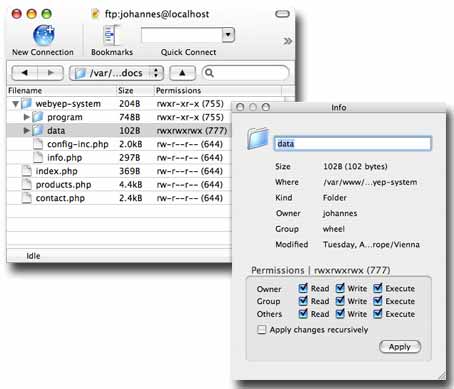 ftp:johannes@localhost
New Connection Bookmarks Quick Connect
/var/...docs
Filename Size Permissions
webyep-system 204B rwxr-xr-x (755)
program 748B rwxr-xr-x (755)
data 102B rwxrwxrwx (777)
config-inc.php 2.0kB rw-r--r-- (644)
info.php 297B rw-r--r-- (644)
index.php 369B rw-r--r-- (644)
products.php 4.4kB rw-r--r-- (644)
contact.php 2.4kB rw-r--r-- (644)
Idle
Info
data
Size 102B (102 bytes)
Where /var/www/...yep-system
Kind Folder
Owner johannes
Group wheel
Modified Tuesday, A...rope/Vienna
Permissions | rwxrwxrwx (777)
Owner Read Write Execute
Group Read Write Execute
Others Read Write Execute
Apply changes recursively
Apply